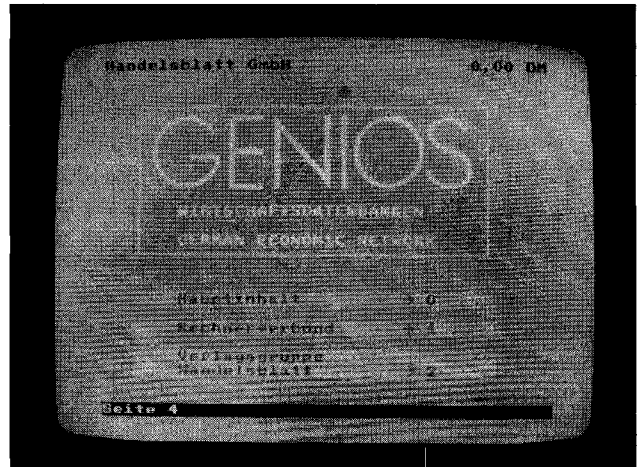 Handelsblatt GmbH 0,00 DM
GENIOS
WIRTSCHAFTSDATENBANKEN
GERMAN ECONOMIC NETWORK
Hauptinhalt 0
Rechnerverbund 1
Verlagsgruppe
Handelsblatt 2
Seite 4